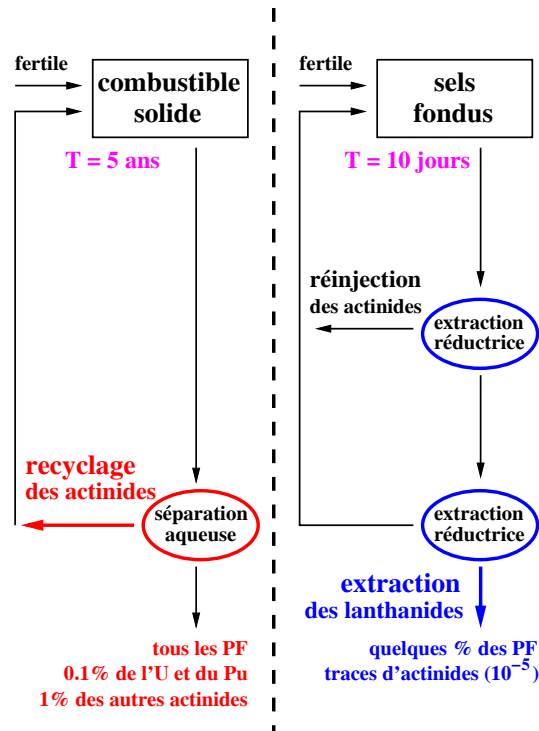 fertile
combustible
solide
T = 5 ans
recyclage
des actinides
séparation
aqueuse
tous les PF
0.1% de l'U et du Pu
1% des autres actinides
fertile
sels
fondus
T = 10 jours
réinjection
des actinides
extraction
réductrice
extraction
réductrice
extraction
des lanthanides
quelques % des PF
traces d'actinides (10⁻⁵)